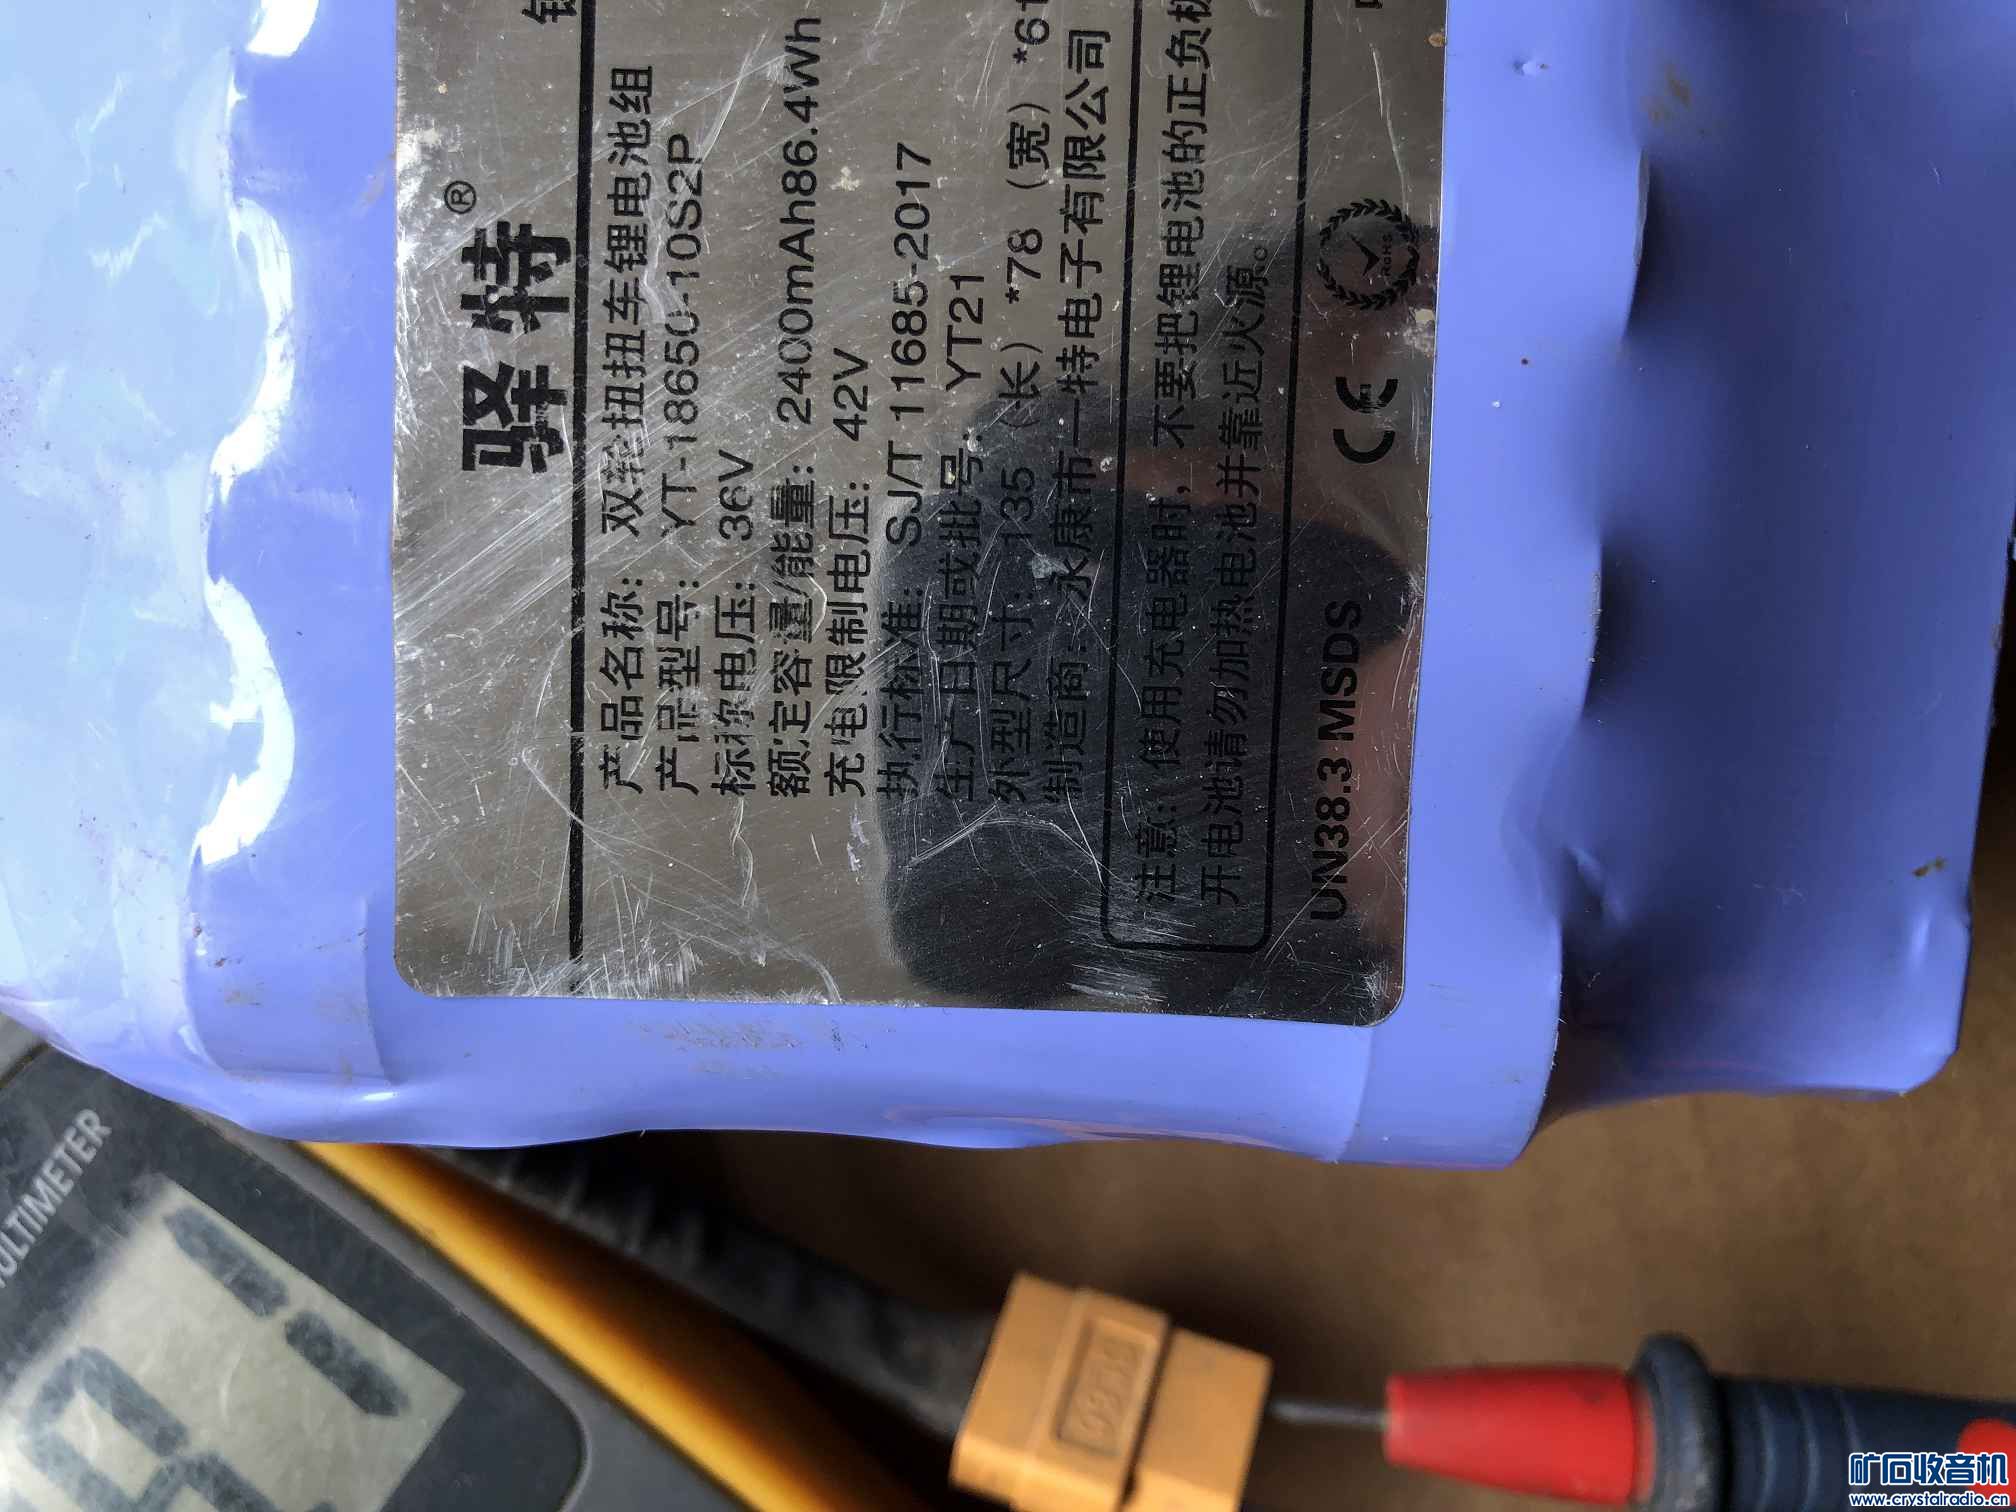 驿特®
产品名称: 双轮扭扭车锂电池组
产品型号: YT-18650-10S2P
标称电压: 36V
额定容量/能量: 2400mAh86.4Wh
充电限制电压: 42V
执行标准: SJ/T 11685-2017
生产日期或批号: YT21
外型尺寸: 135（长）*78（宽）*61
制造商: 永康市一特电子有限公司
注意: 使用充电器时，不要把锂电池的正负极
开电池请勿加热电池并靠近火源。
UN38.3 MSDS
CE
RoHS
MULTIMETER
矿石收音机
www.crystalradio.cn